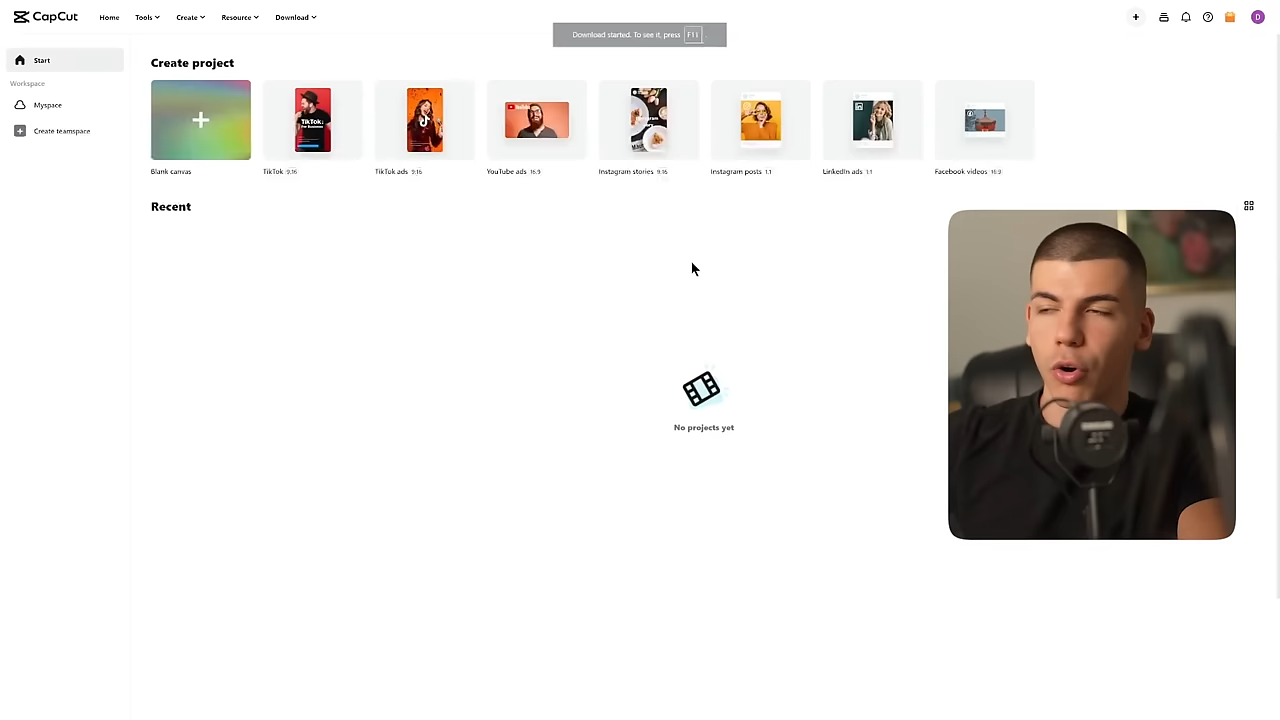 CapCut Home Tools Create Resource Download D
Download started. To see it, press F11 .
Start
Workspace
Myspace
Create teamspace
Create project
Blank canvas
TikTok 9:16
TikTok ads 9:16
YouTube ads 16:9
Instagram stories 9:16
Instagram posts 1:1
LinkedIn ads 1:1
Facebook videos 16:9
Recent
No projects yet